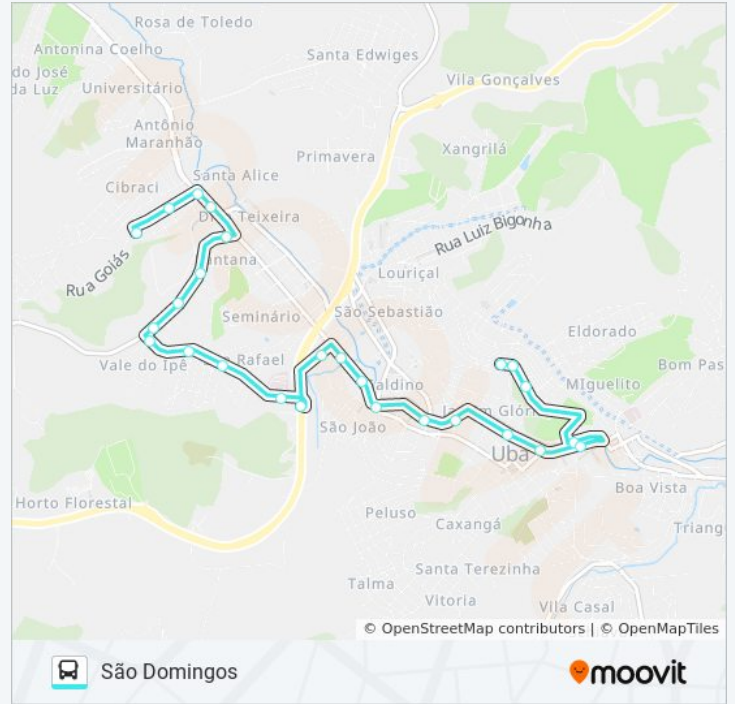 Rosa de Toledo
Antonina Coelho
Santa Edwiges
do José
da Luz
Universitário
Vila Gonçalves
Antônio
Maranhão
Primavera
Xangrilá
Santa Alice
Cibraci
Teixeira
Rua Luiz Bigonha
Rua Goiás
antana
Louriçal
Seminário
São Sebastião
Eldorado
Vale do Ipê
Rafael
Bom Pas
aldino
MIguelito
São João
Ubá
Boa Vista
Horto Florestal
Peluso
Caxangá
Triang
Santa Terezinha
Talma
Vitoria
Vila Casal
© OpenStreetMap contributors | © OpenMapTiles
São Domingos
moovit